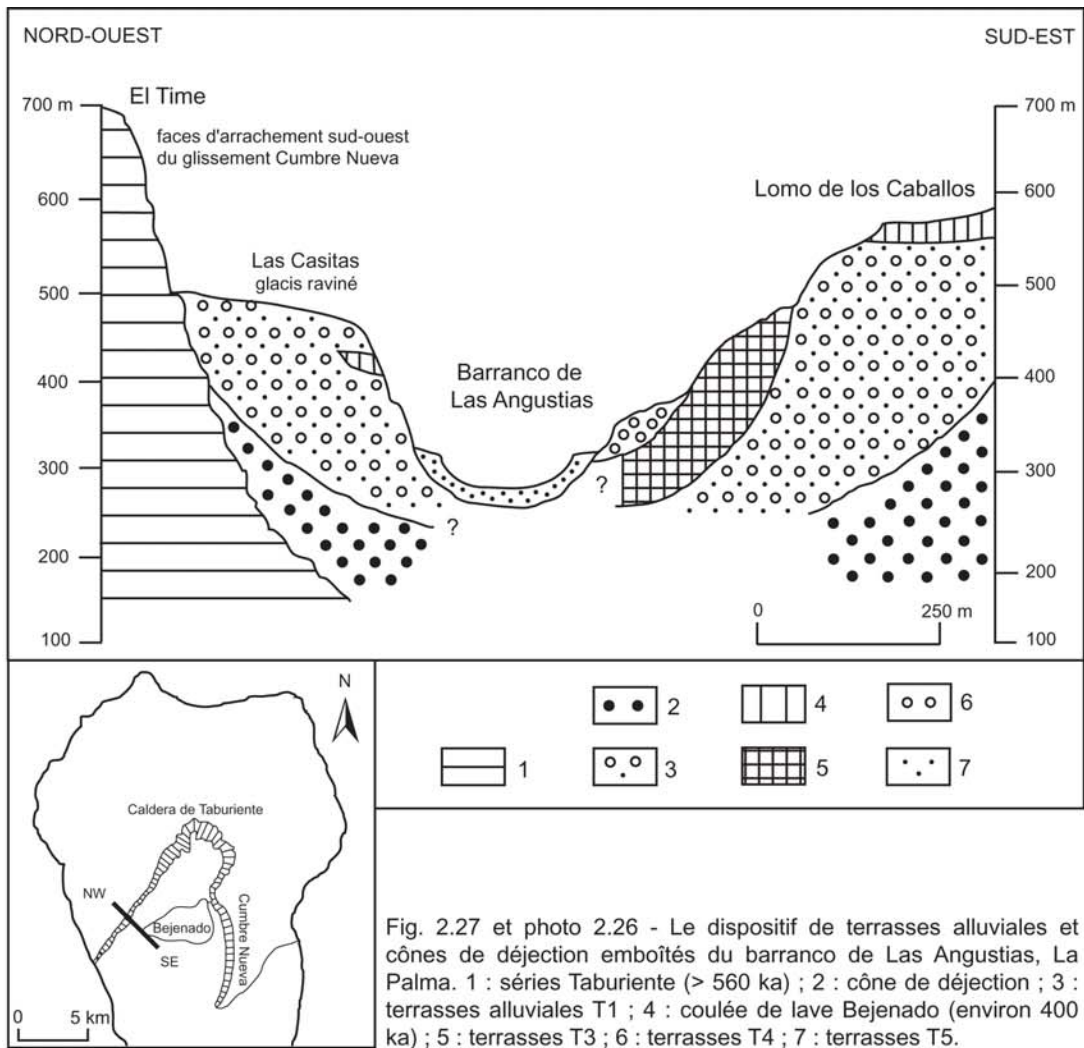 NORD-OUEST
SUD-EST
El Time
700 m
700 m
faces d'arrachement sud-ouest
du glissement Cumbre Nueva
Lomo de los Caballos
600
600
Las Casitas
glacis raviné
500
500
Barranco de
Las Angustias
400
400
300
300
?
?
200
200
0
250 m
100
100
N
Caldera de Taburiente
NW
Bejenado
SE
Cumbre Nueva
0
5 km
2
4
6
1
3
5
7
Fig. 2.27 et photo 2.26 - Le dispositif de terrasses alluviales et
cônes de déjection emboîtés du barranco de Las Angustias, La
Palma. 1 : séries Taburiente (> 560 ka) ; 2 : cône de déjection ; 3 :
terrasses alluviales T1 ; 4 : coulée de lave Bejenado (environ 400
ka) ; 5 : terrasses T3 ; 6 : terrasses T4 ; 7 : terrasses T5.